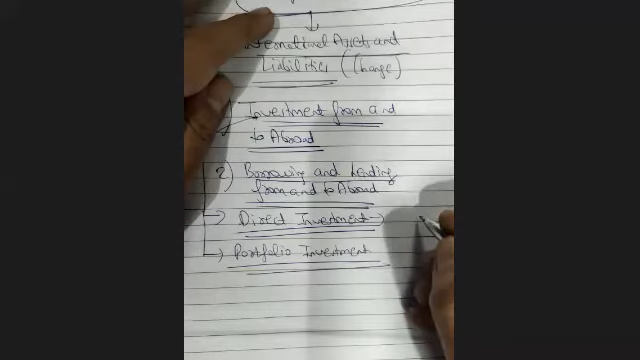 International Assets and
Liabilities (Change)
Investment from and
to Abroad
2) Borrowing and Lending
from and to Abroad
→ Direct Investment →
→ Portfolio Investment